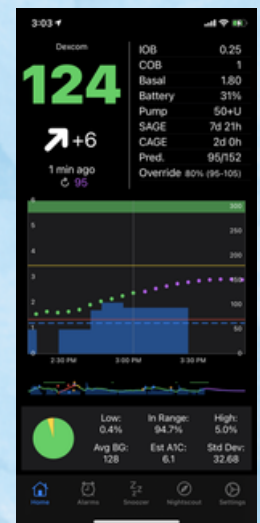 3:03
Dexcom
124
+6
1 min ago
95
IOB 0.25
COB 1
Basal 1.80
Battery 31%
Pump 50+U
SAGE 7d 21h
CAGE 2d 0h
Pred. 95/152
Override 80% (95-105)
6 300
5 250
4 200
3 150
2 100
1 50
0 0
2:30 PM 3:00 PM 3:30 PM
Low: In Range: High:
0.4% 94.7% 5.0%
Avg BG: Est A1C: Std Dev:
128 6.1 32.68
Home Alarms Snoozer Nightscout Settings